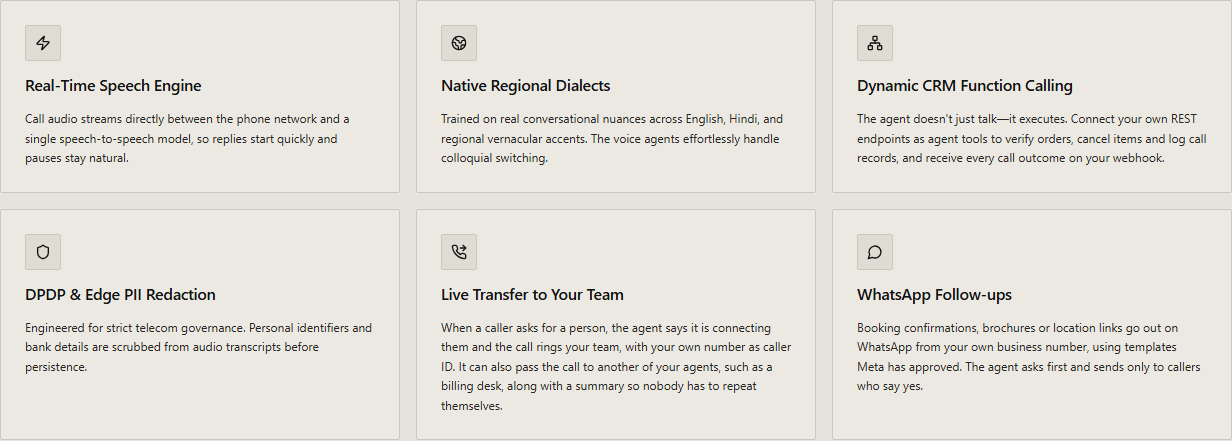 Real-Time Speech Engine
Call audio streams directly between the phone network and a
single speech-to-speech model, so replies start quickly and
pauses stay natural.
Native Regional Dialects
Trained on real conversational nuances across English, Hindi, and
regional vernacular accents. The voice agents effortlessly handle
colloquial switching.
Dynamic CRM Function Calling
The agent doesn't just talk—it executes. Connect your own REST
endpoints as agent tools to verify orders, cancel items and log call
records, and receive every call outcome on your webhook.
DPDP & Edge PII Redaction
Engineered for strict telecom governance. Personal identifiers and
bank details are scrubbed from audio transcripts before
persistence.
Live Transfer to Your Team
When a caller asks for a person, the agent says it is connecting
them and the call rings your team, with your own number as caller
ID. It can also pass the call to another of your agents, such as a
billing desk, along with a summary so nobody has to repeat
themselves.
WhatsApp Follow-ups
Booking confirmations, brochures or location links go out on
WhatsApp from your own business number, using templates
Meta has approved. The agent asks first and sends only to callers
who say yes.